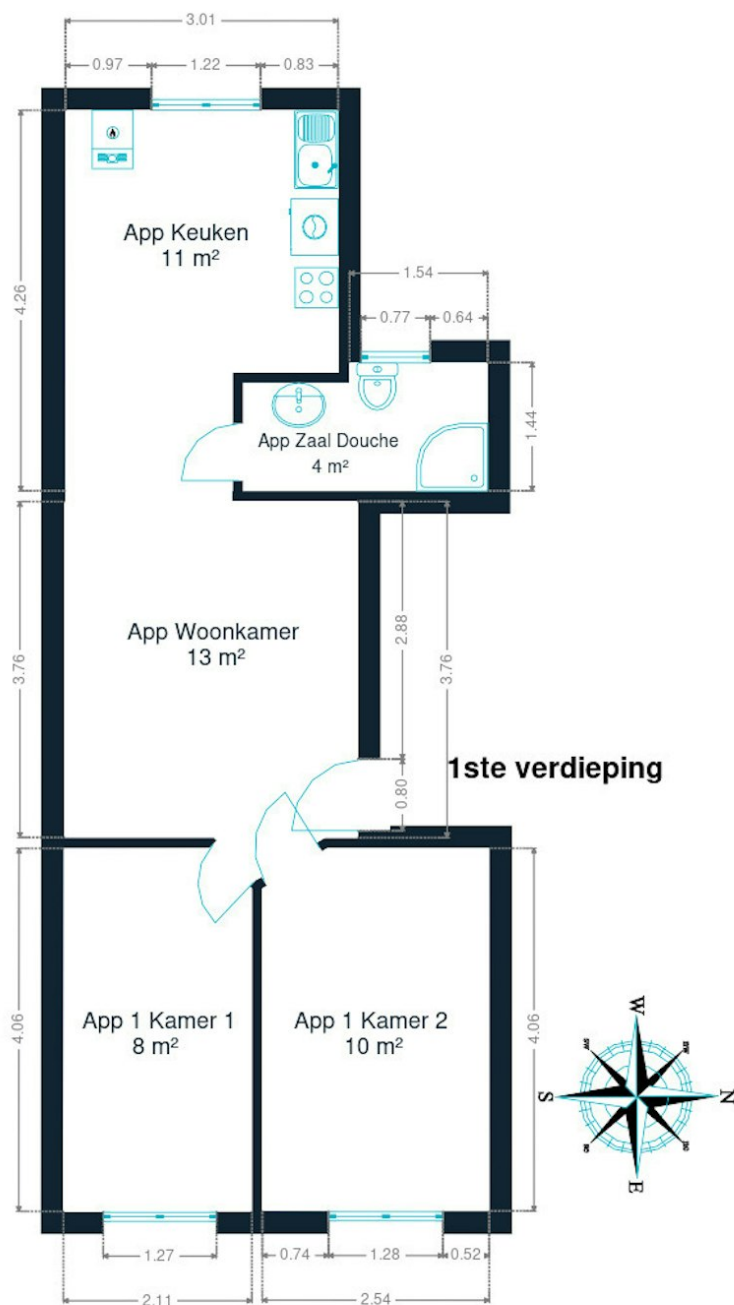 3.01
0.97 1.22 0.83
App Keuken
11 m²
4.26
1.54
0.77 0.64
1.44
App Zaal Douche
4 m²
3.76
2.88
3.76
App Woonkamer
13 m²
1ste verdieping
0.80
4.06
App 1 Kamer 1
8 m²
App 1 Kamer 2
10 m²
4.06
W
S
N
E
1.27
0.74 1.28 0.52
2.11
2.54